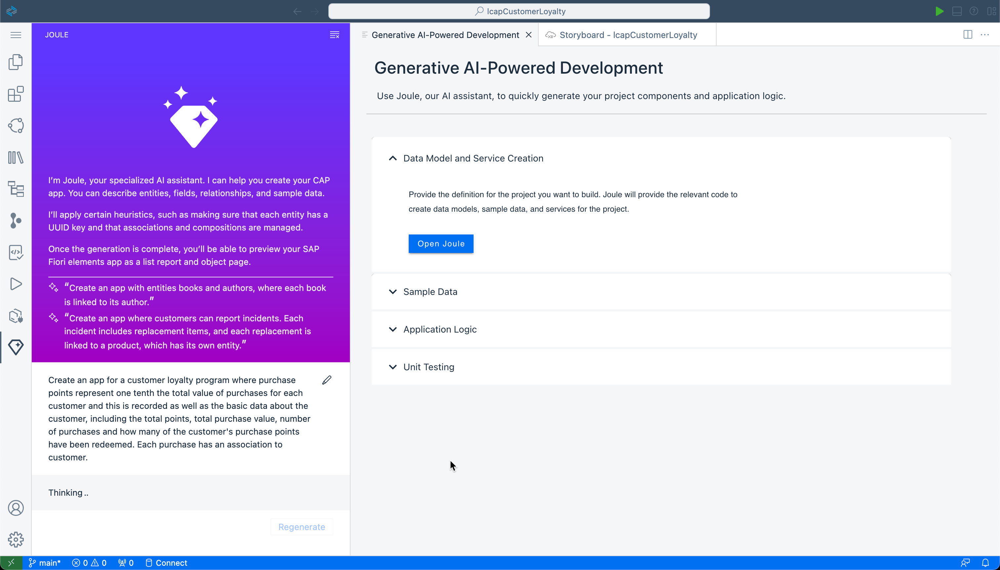 lcapCustomerLoyalty
JOULE
I'm Joule, your specialized AI assistant. I can help you create your CAP
app. You can describe entities, fields, relationships, and sample data.
I'll apply certain heuristics, such as making sure that each entity has a
UUID key and that associations and compositions are managed.
Once the generation is complete, you'll be able to preview your SAP
Fiori elements app as a list report and object page.
"Create an app with entities books and authors, where each book
is linked to its author."
"Create an app where customers can report incidents. Each
incident includes replacement items, and each replacement is
linked to a product, which has its own entity."
Create an app for a customer loyalty program where purchase
points represent one tenth the total value of purchases for each
customer and this is recorded as well as the basic data about the
customer, including the total points, total purchase value, number
of purchases and how many of the customer's purchase points
have been redeemed. Each purchase has an association to
customer.
Thinking ..
Regenerate
Generative AI-Powered Development
Storyboard - lcapCustomerLoyalty
Generative AI-Powered Development
Use Joule, our AI assistant, to quickly generate your project components and application logic.
Data Model and Service Creation
Provide the definition for the project you want to build. Joule will provide the relevant code to
create data models, sample data, and services for the project.
Open Joule
Sample Data
Application Logic
Unit Testing
main* 0 0 0 Connect